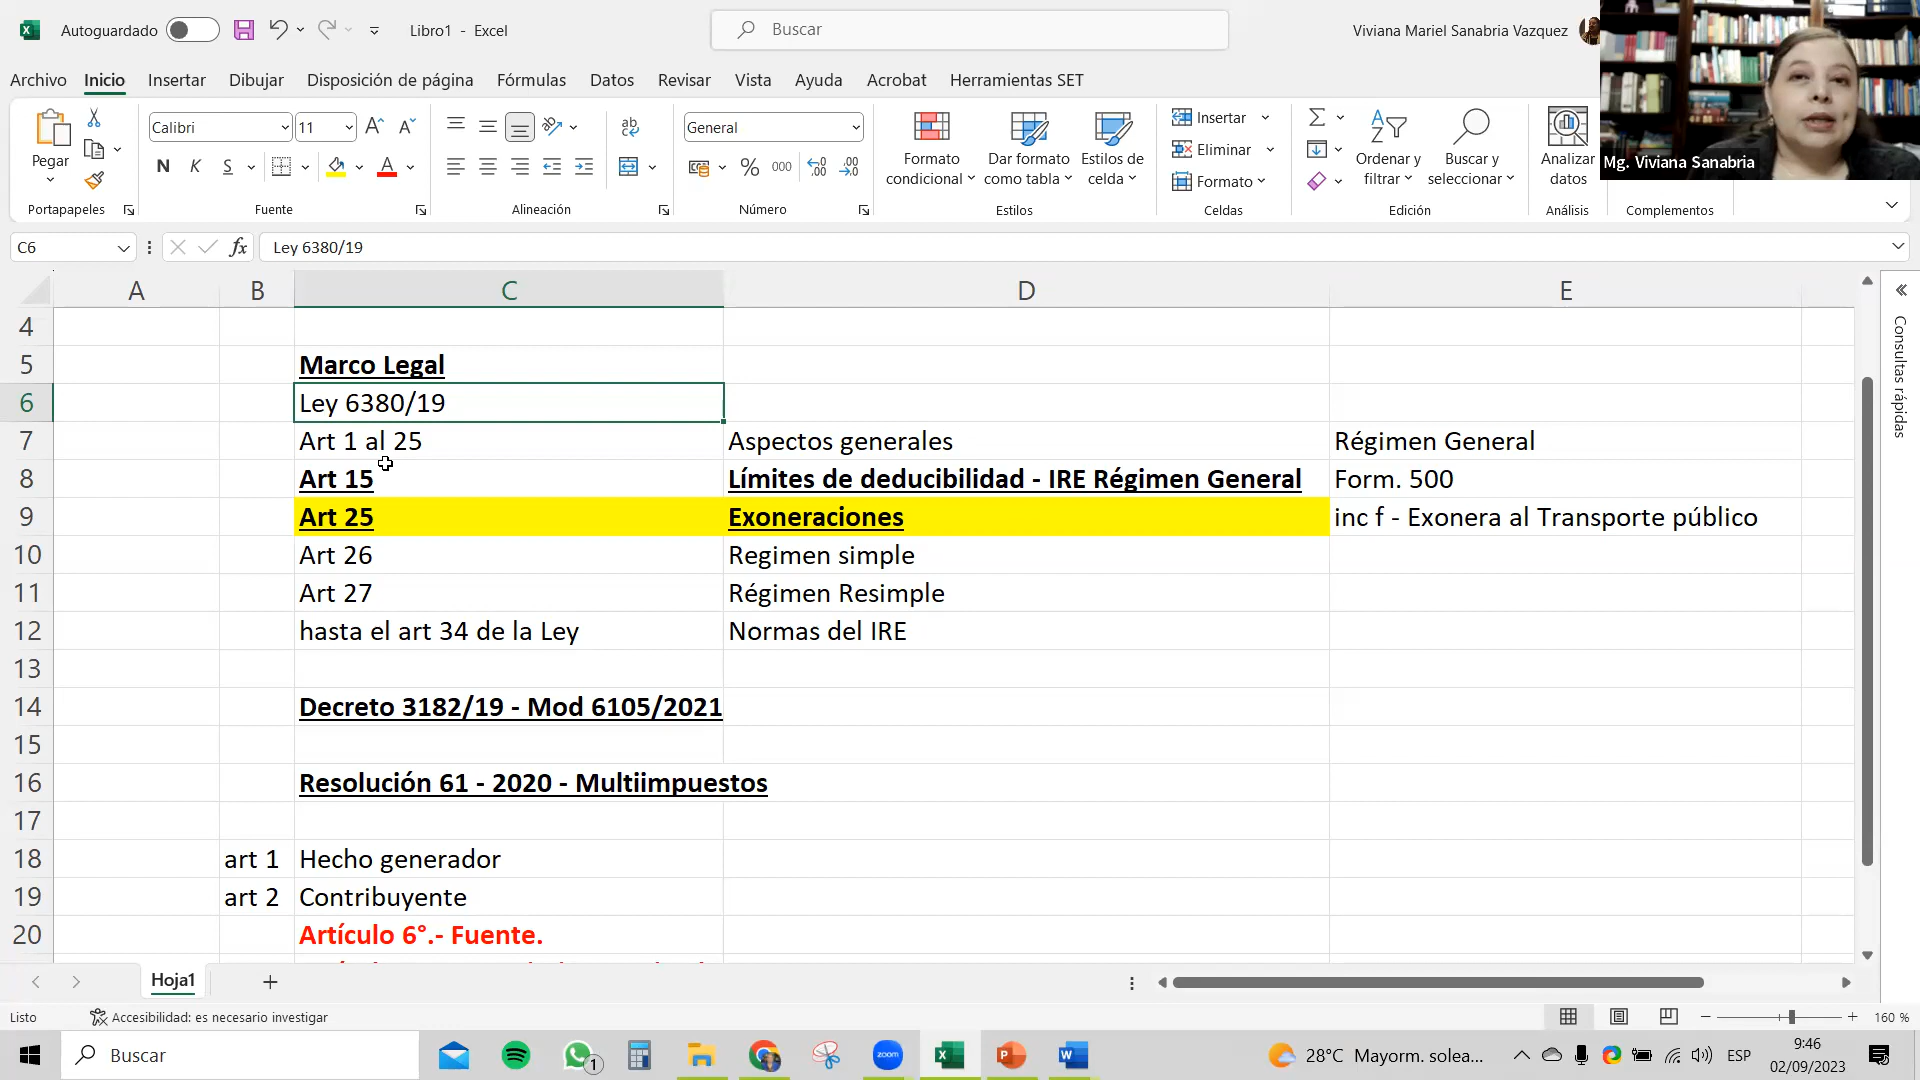 Autoguardado
Libro1 - Excel
Buscar
Viviana Mariel Sanabria Vazquez
Archivo Inicio Insertar Dibujar Disposición de página Fórmulas Datos Revisar Vista Ayuda Acrobat Herramientas SET
Pegar
Portapapeles
Calibri 11
N K S
Fuente
Alineación
General
% 000
Número
Formato condicional
Dar formato como tabla
Estilos de celda
Estilos
Insertar
Eliminar
Formato
Celdas
Ordenar y filtrar
Buscar y seleccionar
Edición
Analizar datos
Análisis
Complementos
Mg. Viviana Sanabria
C6 fx Ley 6380/19
A B C D E
4
5 Marco Legal
6 Ley 6380/19
7 Art 1 al 25 Aspectos generales Régimen General
8 Art 15 Límites de deducibilidad - IRE Régimen General Form. 500
9 Art 25 Exoneraciones inc f - Exonera al Transporte público
10 Art 26 Regimen simple
11 Art 27 Régimen Resimple
12 hasta el art 34 de la Ley Normas del IRE
13
14 Decreto 3182/19 - Mod 6105/2021
15
16 Resolución 61 - 2020 - Multiimpuestos
17
18 art 1 Hecho generador
19 art 2 Contribuyente
20 Artículo 6°.- Fuente.
Consultas rápidas
Hoja1
Listo
Accesibilidad: es necesario investigar
160 %
Buscar
1
zoom
28°C Mayorm. solea...
ESP
9:46
02/09/2023